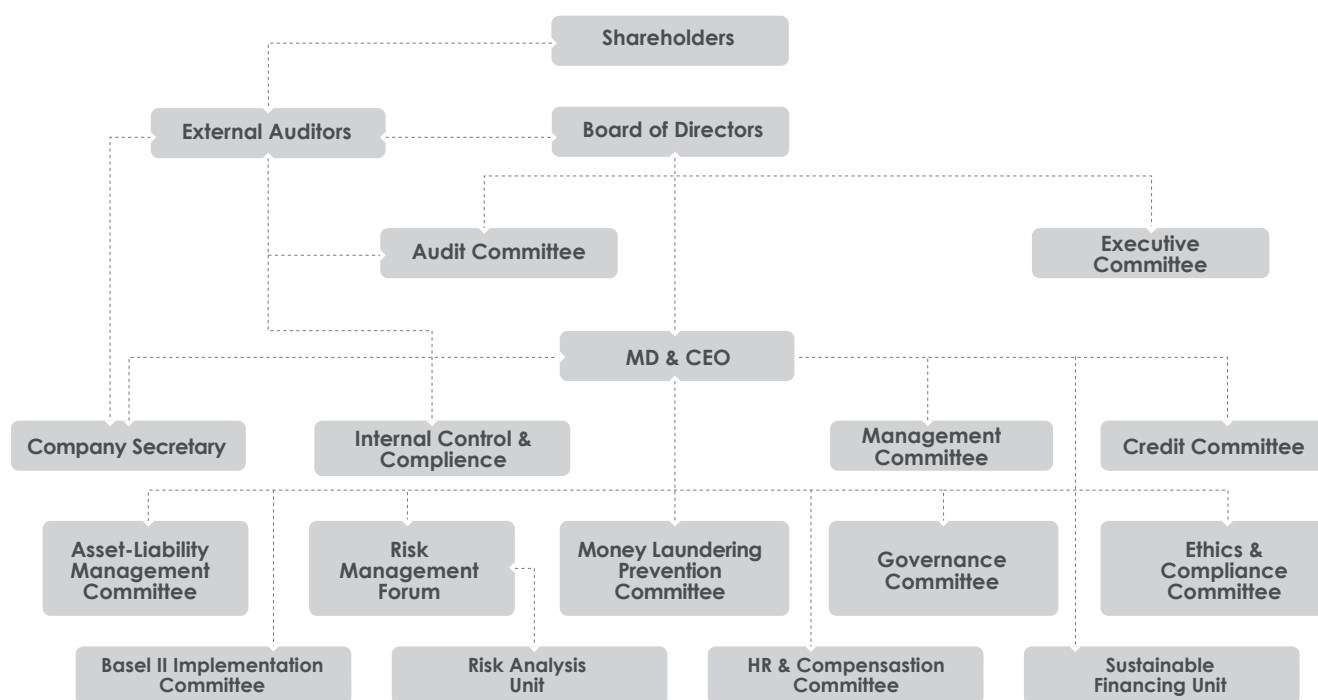 Shareholders
External Auditors
Board of Directors
Audit Committee
Executive
Committee
MD & CEO
Company Secretary
Internal Control &
Complience
Management
Committee
Credit Committee
Asset-Liability
Management
Committee
Risk
Management
Forum
Money Laundering
Prevention
Committee
Governance
Committee
Ethics &
Compliance
Committee
Basel II Implementation
Committee
Risk Analysis
Unit
HR & Compensastion
Committee
Sustainable
Financing Unit